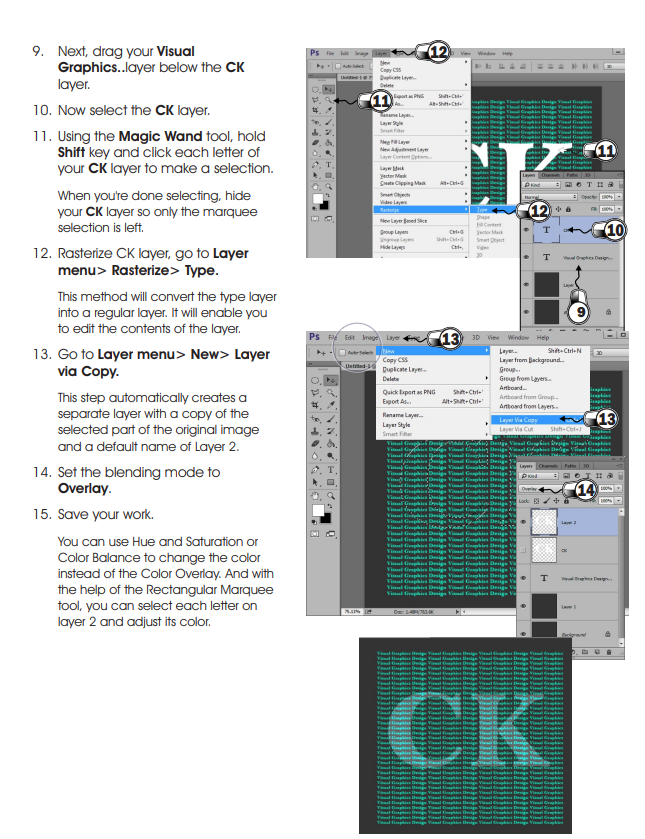 9. Next, drag your Visual
Graphics..layer below the CK
layer.
10. Now select the CK layer.
11. Using the Magic Wand tool, hold
Shift key and click each letter of
your CK layer to make a selection.
When you're done selecting, hide
your CK layer so only the marquee
selection is left.
12. Rasterize CK layer, go to Layer
menu> Rasterize> Type.
This method will convert the type layer
into a regular layer. It will enable you
to edit the contents of the layer.
13. Go to Layer menu> New> Layer
via Copy.
This step automatically creates a
separate layer with a copy of the
selected part of the original image
and a default name of Layer 2.
14. Set the blending mode to
Overlay.
15. Save your work.
You can use Hue and Saturation or
Color Balance to change the color
instead of the Color Overlay. And with
the help of the Rectangular Marquee
tool, you can select each letter on
layer 2 and adjust its color.
Ps File Edit Image Layer 12 3D View Window Help
Auto-Select:
New
Copy CSS
Duplicate Layer...
Delete
Export as PNG Shift+Ctrl+'
As... Alt+Shift+Ctrl+'
11
Rename Layer...
Layer Style
Smart Filter
New Fill Layer
New Adjustment Layer
Layer Content Options...
Layer Mask
Vector Mask
Create Clipping Mask Alt+Ctrl+G
Smart Objects
Video Layers
Rasterize
New Layer Based Slice
Group Layers Ctrl+G
Ungroup Layers Shift+Ctrl+G
Hide Layers Ctrl+,
Type
Shape
Fill Content
Vector Mask
Smart Object
Video
3D
12
CK
11
Layers Channels Paths 3D
Kind
Normal Opacity: 100%
Fill: 100%
10
T Visual Graphics Design...
Layer
9
Ps File Edit Image Layer 13 3D View Window Help
Auto-Select:
New
Copy CSS
Duplicate Layer...
Delete
Quick Export as PNG Shift+Ctrl+'
Export As... Alt+Shift+Ctrl+'
Rename Layer...
Layer Style
Smart Filter
Layer... Shift+Ctrl+N
Layer from Background...
Group...
Group from Layers...
Artboard...
Artboard from Group...
Artboard from Layers...
Layer Via Copy
Layer Via Cut Shift+Ctrl+J
13
Layers Channels Paths 3D
Kind
Overlay 14 100%
Lock: 100%
Layer 2
CK
T Visual Graphics Design...
Layer 1
Background
Visual Graphics Design Visual Graphics Design Visual Graphics Design Visual Graphics Design
CK